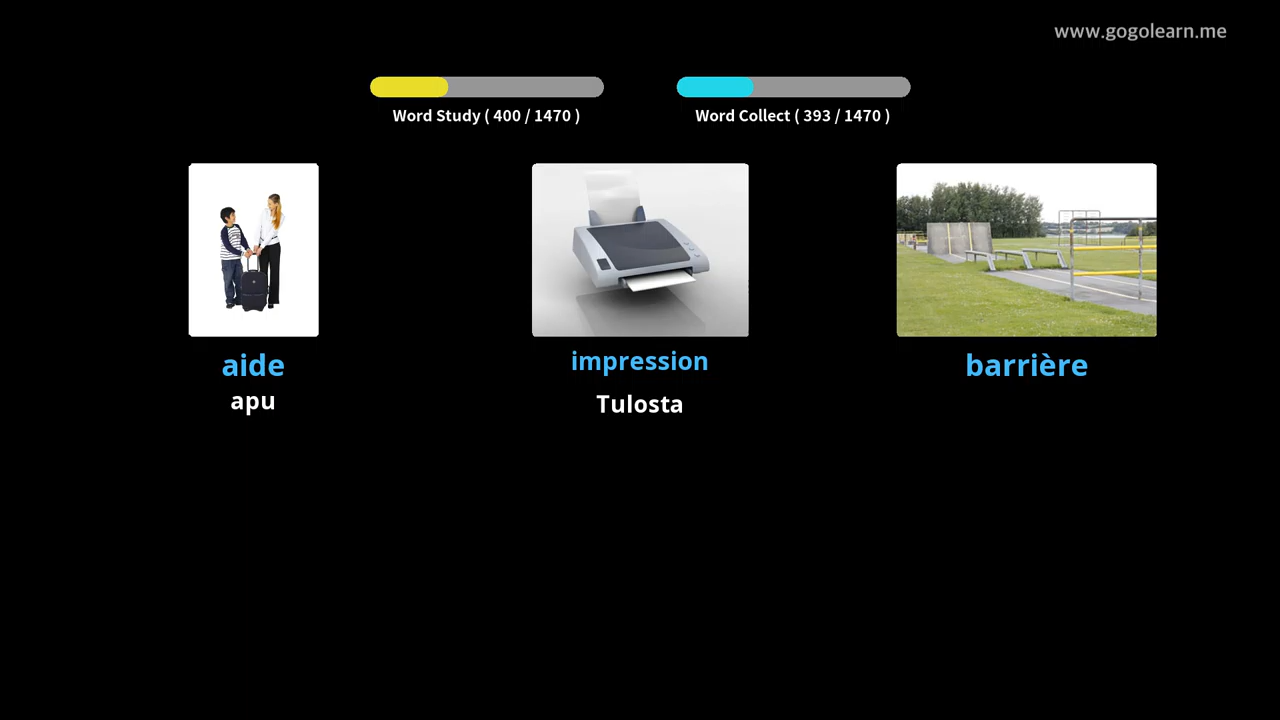 www.gogolearn.me
Word Study ( 400 / 1470 )
Word Collect ( 393 / 1470 )
aide
apu
impression
Tulosta
barrière